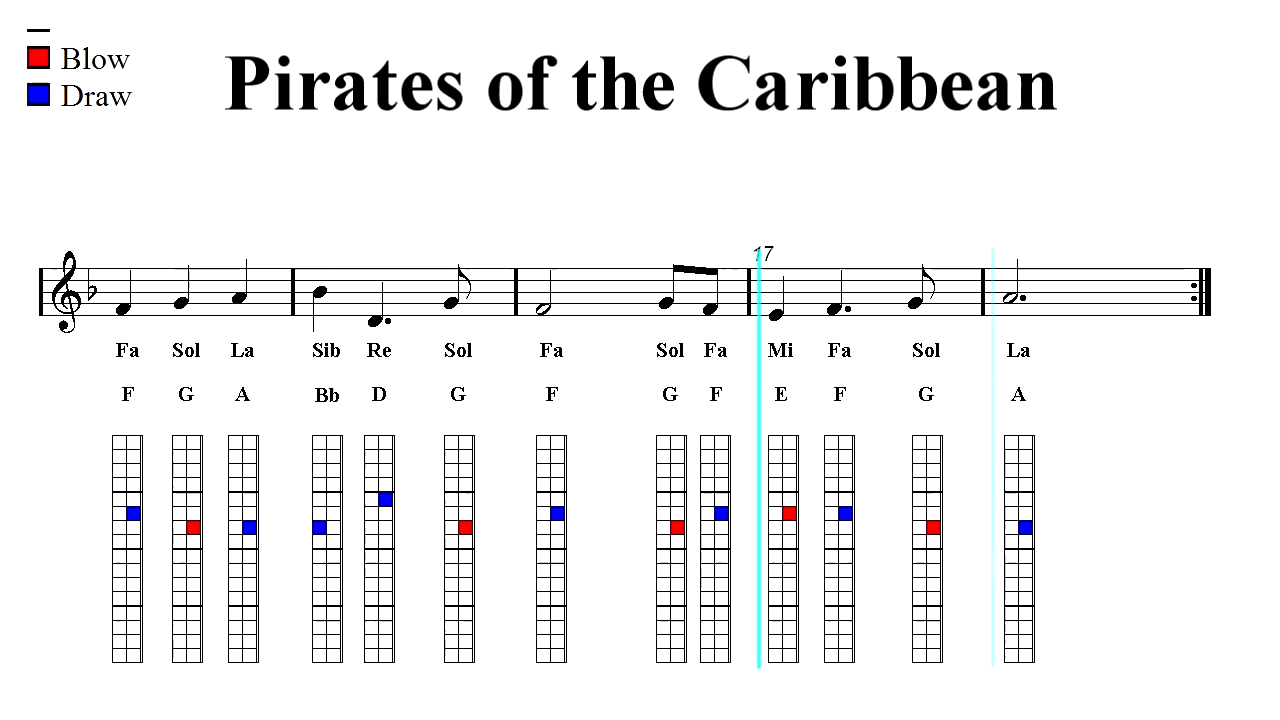 Blow
Draw
Pirates of the Caribbean
17
Fa Sol La Sib Re Sol Fa Sol Fa Mi Fa Sol La
F G A Bb D G F G F E F G A